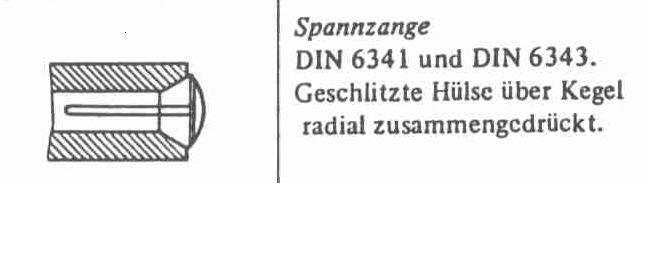 Spannzange
DIN 6341 und DIN 6343.
Geschlitzte Hülse über Kegel
radial zusammengedrückt.